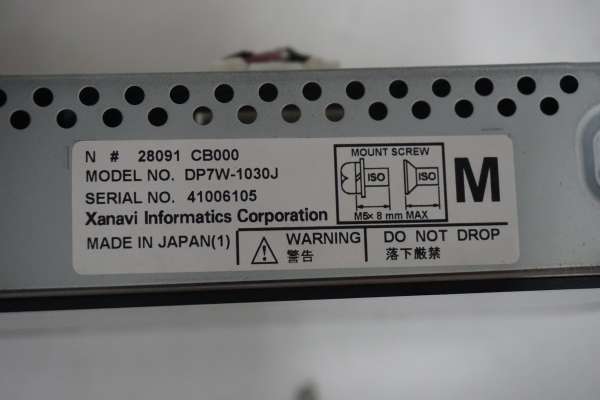 N # 28091 CB000
MODEL NO. DP7W-1030J
SERIAL NO. 41006105
Xanavi Informatics Corporation
MADE IN JAPAN(1)
WARNING
警告
MOUNT SCREW
ISO ISO
M5× 8 mm MAX
M
DO NOT DROP
落下厳禁